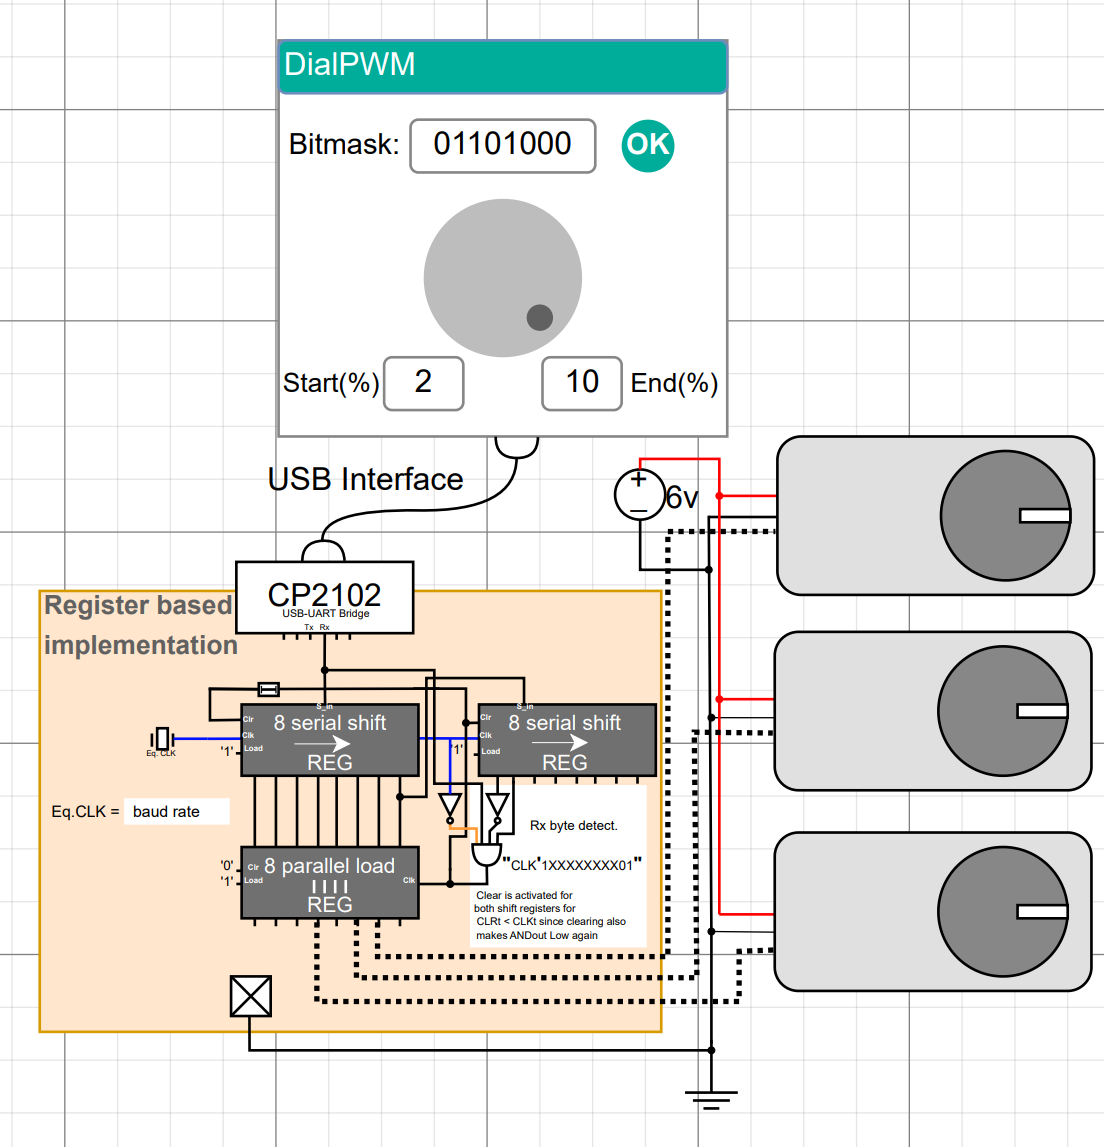 DialPWM
Bitmask: 01101000 OK
Start(%) 2 10 End(%)
USB Interface
+
6v
CP2102
USB-UART Bridge
Tx Rx
Register based
implementation
S_in
Clr
8 serial shift
Clk
Load
REG
'1'
Eq. CLK
S_in
Clr
8 serial shift
Clk
Load
REG
'1'
Eq.CLK = baud rate
Rx byte detect.
"CLK'1XXXXXXXX01"
Clear is activated for
both shift registers for
CLRt < CLKt since clearing also
makes ANDout Low again
'0' Clr 8 parallel load
'1' Load Clk
REG